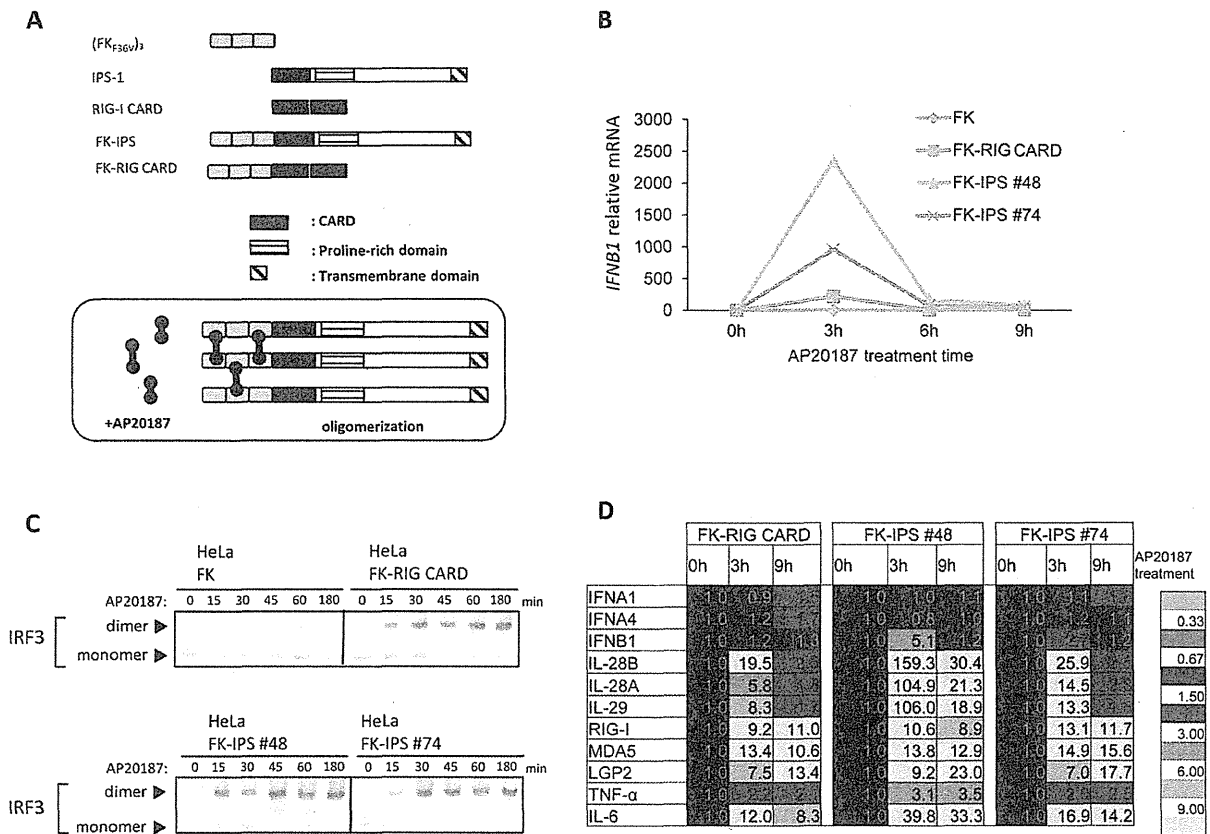 A
(FK F36V)3
IPS-1
RIG-I CARD
FK-IPS
FK-RIG CARD
: CARD
: Proline-rich domain
: Transmembrane domain
+AP20187
oligomerization
B
IFNB1 relative mRNA
3000
2500
2000
1500
1000
500
0
0h
3h
6h
9h
AP20187 treatment time
FK
FK-RIG CARD
FK-IPS #48
FK-IPS #74
C
HeLa
FK
HeLa
FK-RIG CARD
AP20187: 0 15 30 45 60 180 0 15 30 45 60 180 min
IRF3
dimer
monomer
HeLa
FK-IPS #48
HeLa
FK-IPS #74
AP20187: 0 15 30 45 60 180 0 15 30 45 60 180 min
IRF3
dimer
monomer
D
FK-RIG CARD FK-IPS #48 FK-IPS #74
0h 3h 9h 0h 3h 9h 0h 3h 9h
AP20187
treatment
IFNA1 1.0 0.9 1.0 1.0 1.1 1.0 1.1
IFNA4 1.0 1.2 1.0 0.8 1.0 1.0
IFNB1 1.0 1.2 1.0 5.1 1.2 1.0 1.2
IL-28B 1.0 19.5 1.0 159.3 30.4 1.0 25.9
IL-28A 1.0 5.8 1.0 104.9 21.3 1.0 14.5
IL-29 1.0 8.3 1.0 106.0 18.9 1.0 13.3
RIG-I 1.0 9.2 11.0 1.0 10.6 8.9 1.0 13.1 11.7
MDA5 1.0 13.4 10.6 1.0 13.8 12.9 1.0 14.9 15.6
LGP2 1.0 7.5 13.4 1.0 9.2 23.0 1.0 7.0 17.7
TNF-α 1.0 1.0 3.1 3.5 1.0
IL-6 1.0 12.0 8.3 1.0 39.8 33.3 1.0 16.9 14.2
0.33
0.67
1.50
3.00
6.00
9.00